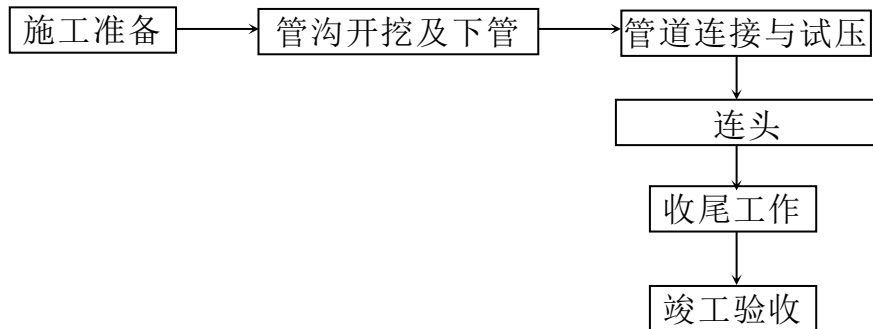 施工准备
管沟开挖及下管
管道连接与试压
连头
收尾工作
竣工验收